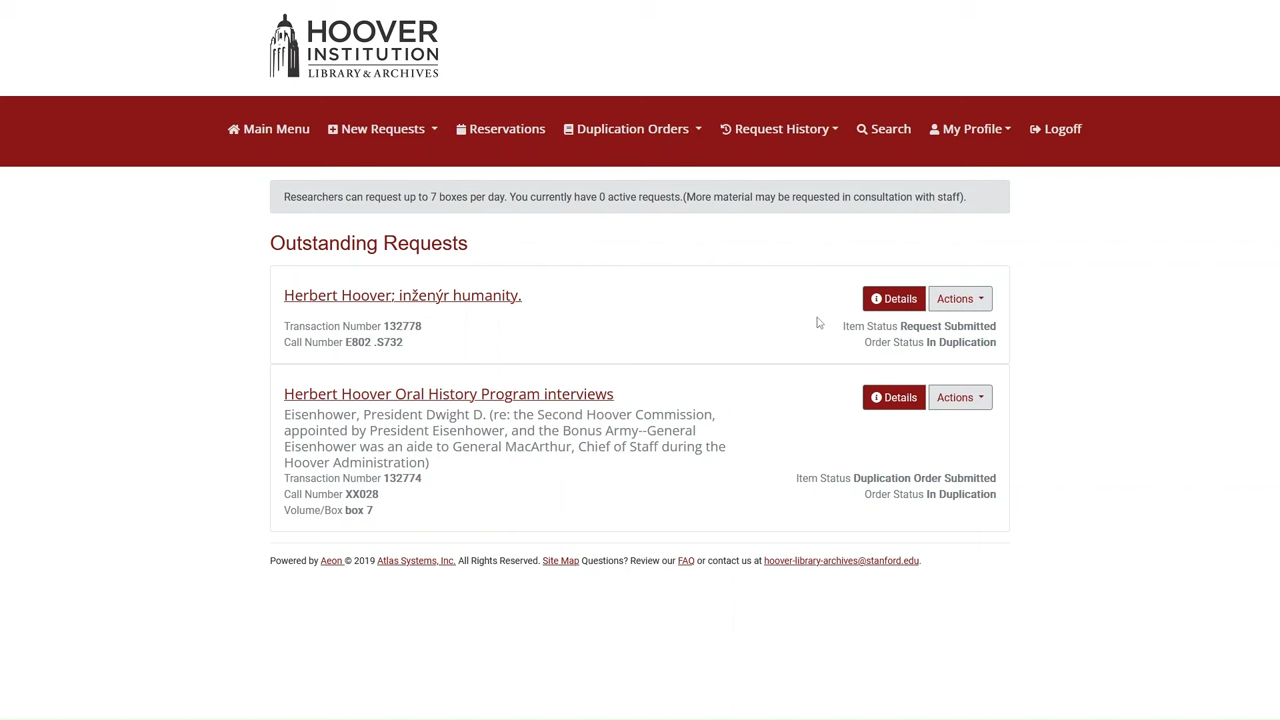 HOOVER
INSTITUTION
LIBRARY & ARCHIVES
Main Menu New Requests Reservations Duplication Orders Request History Search My Profile Logoff
Researchers can request up to 7 boxes per day. You currently have 0 active requests.(More material may be requested in consultation with staff).
Outstanding Requests
Herbert Hoover; inženýr humanity. Details Actions
Transaction Number 132778 Item Status Request Submitted
Call Number E802 .S732 Order Status In Duplication
Herbert Hoover Oral History Program interviews Details Actions
Eisenhower, President Dwight D. (re: the Second Hoover Commission,
appointed by President Eisenhower, and the Bonus Army--General
Eisenhower was an aide to General MacArthur, Chief of Staff during the
Hoover Administration)
Transaction Number 132774 Item Status Duplication Order Submitted
Call Number XX028 Order Status In Duplication
Volume/Box box 7
Powered by Aeon © 2019 Atlas Systems, Inc. All Rights Reserved. Site Map Questions? Review our FAQ or contact us at hoover-library-archives@stanford.edu.